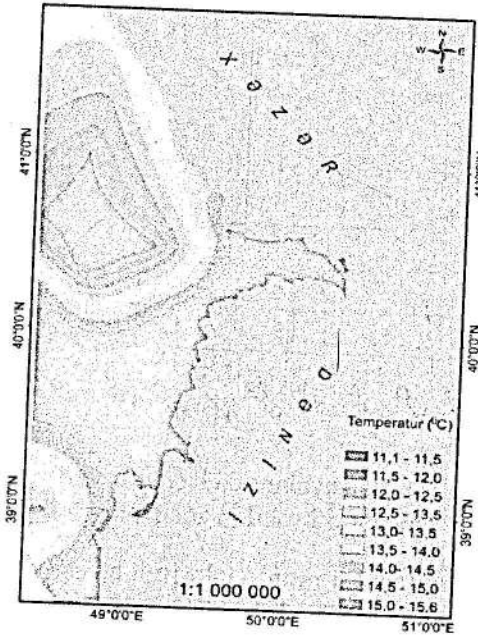 N
W E
S
X Ə Z Ə R
D Ə N İ Z İ
41°0'0"N
40°0'0"N
40°0'0"N
39°0'0"N
39°0'0"N
Temperatur (°C)
11,1 - 11,5
11,5 - 12,0
12,0 - 12,5
12,5 - 13,5
13,0- 13,5
13,5 - 14,0
14,0- 14,5
14,5 - 15,0
15,0 - 15,6
1:1 000 000
49°0'0"E
50°0'0"E
51°0'0"E